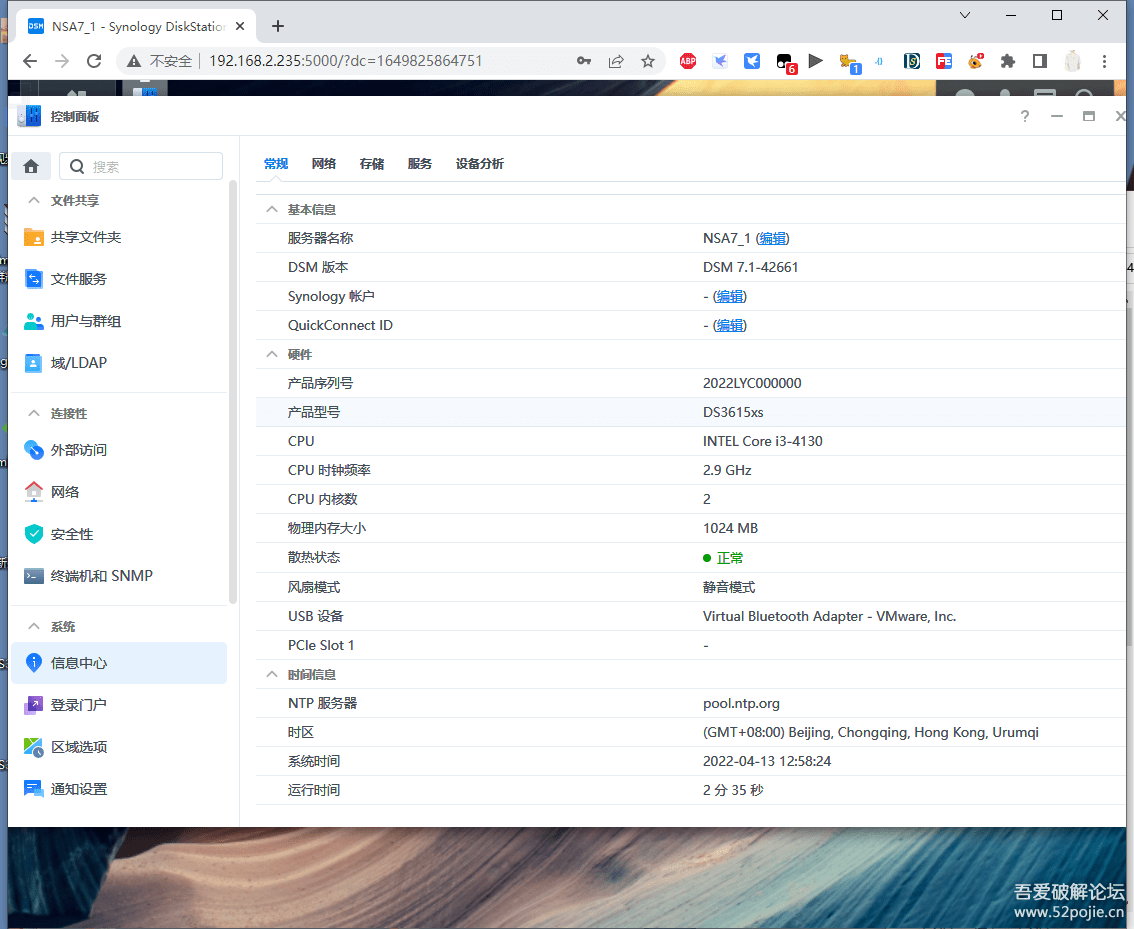 DSM NSA7_1 - Synology DiskStation
不安全 192.168.2.235:5000/?dc=1649825864751
ABP 6 1 FE
控制面板
搜索
常规 网络 存储 服务 设备分析
文件共享
共享文件夹
文件服务
用户与群组
域/LDAP
连接性
外部访问
网络
安全性
终端机和 SNMP
系统
信息中心
登录门户
区域选项
通知设置
基本信息
服务器名称 NSA7_1 (编辑)
DSM 版本 DSM 7.1-42661
Synology 帐户 - (编辑)
QuickConnect ID - (编辑)
硬件
产品序列号 2022LYC000000
产品型号 DS3615xs
CPU INTEL Core i3-4130
CPU 时钟频率 2.9 GHz
CPU 内核数 2
物理内存大小 1024 MB
散热状态 正常
风扇模式 静音模式
USB 设备 Virtual Bluetooth Adapter - VMware, Inc.
PCIe Slot 1 -
时间信息
NTP 服务器 pool.ntp.org
时区 (GMT+08:00) Beijing, Chongqing, Hong Kong, Urumqi
系统时间 2022-04-13 12:58:24
运行时间 2 分 35 秒
吾爱破解论坛
www.52pojie.cn